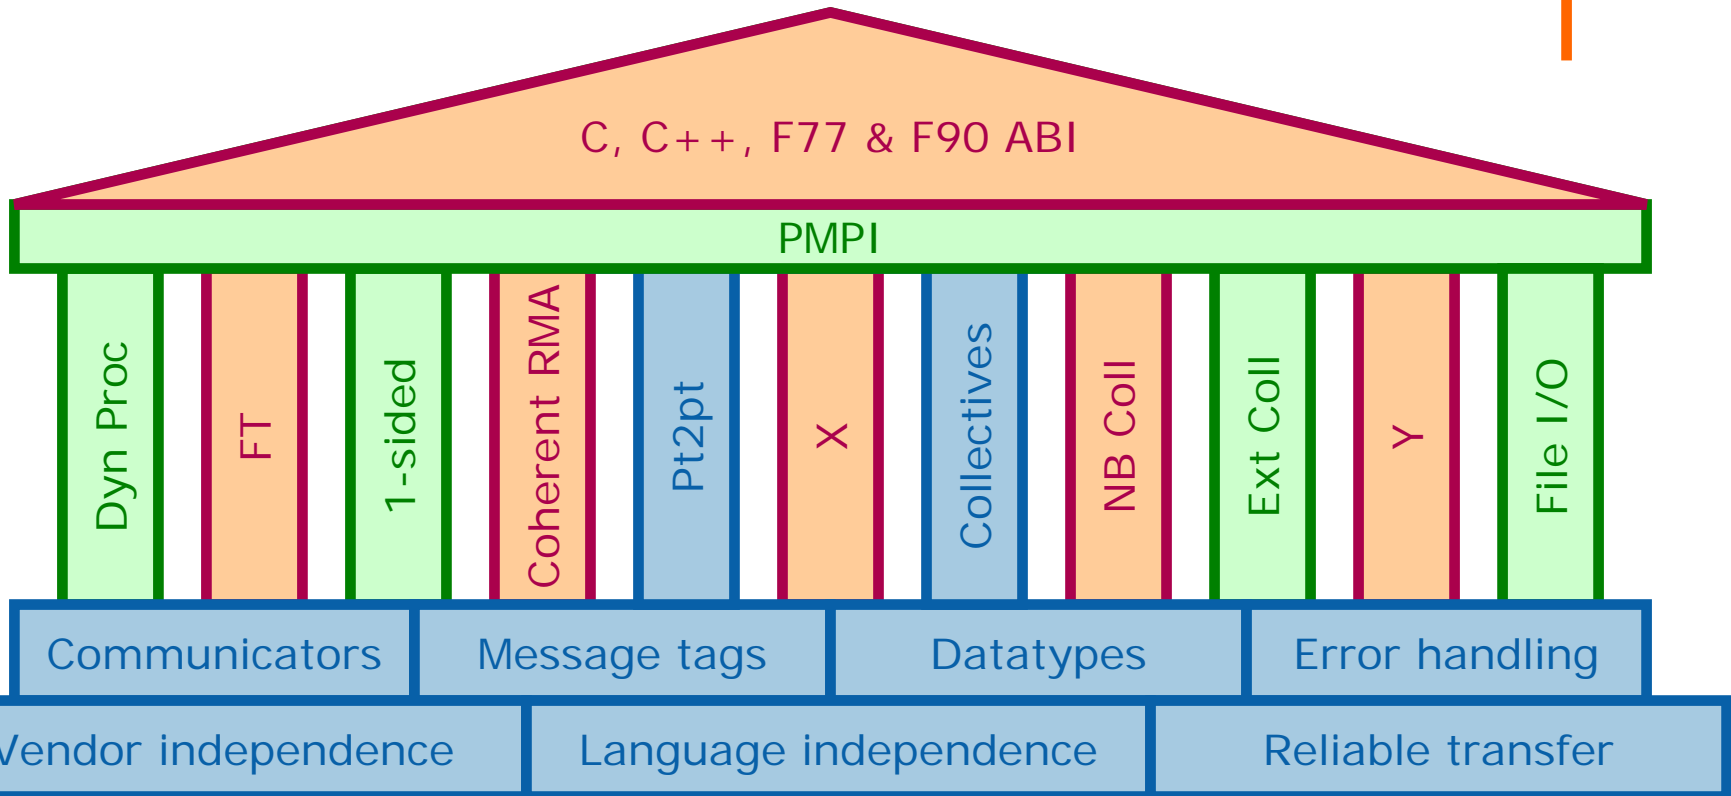 C, C++, F77 & F90 ABI
PMPI
Dyn Proc
FT
1-sided
Coherent RMA
Pt2pt
X
Collectives
NB Coll
Ext Coll
Y
File I/O
Communicators
Message tags
Datatypes
Error handling
Vendor independence
Language independence
Reliable transfer